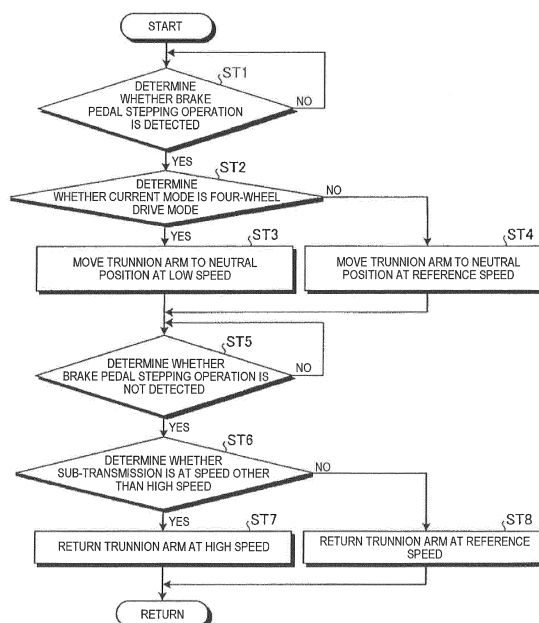 START
ST1
DETERMINE
WHETHER BRAKE
PEDAL STEPPING OPERATION
IS DETECTED
NO
YES
ST2
DETERMINE
WHETHER CURRENT MODE IS FOUR-WHEEL
DRIVE MODE
NO
YES
ST3
MOVE TRUNNION ARM TO NEUTRAL
POSITION AT LOW SPEED
ST4
MOVE TRUNNION ARM TO NEUTRAL
POSITION AT REFERENCE SPEED
ST5
DETERMINE WHETHER
BRAKE PEDAL STEPPING OPERATION IS
NOT DETECTED
NO
YES
ST6
DETERMINE WHETHER
SUB-TRANSMISSION IS AT SPEED OTHER
THAN HIGH SPEED
NO
YES
ST7
RETURN TRUNNION ARM AT HIGH SPEED
ST8
RETURN TRUNNION ARM AT REFERENCE
SPEED
RETURN